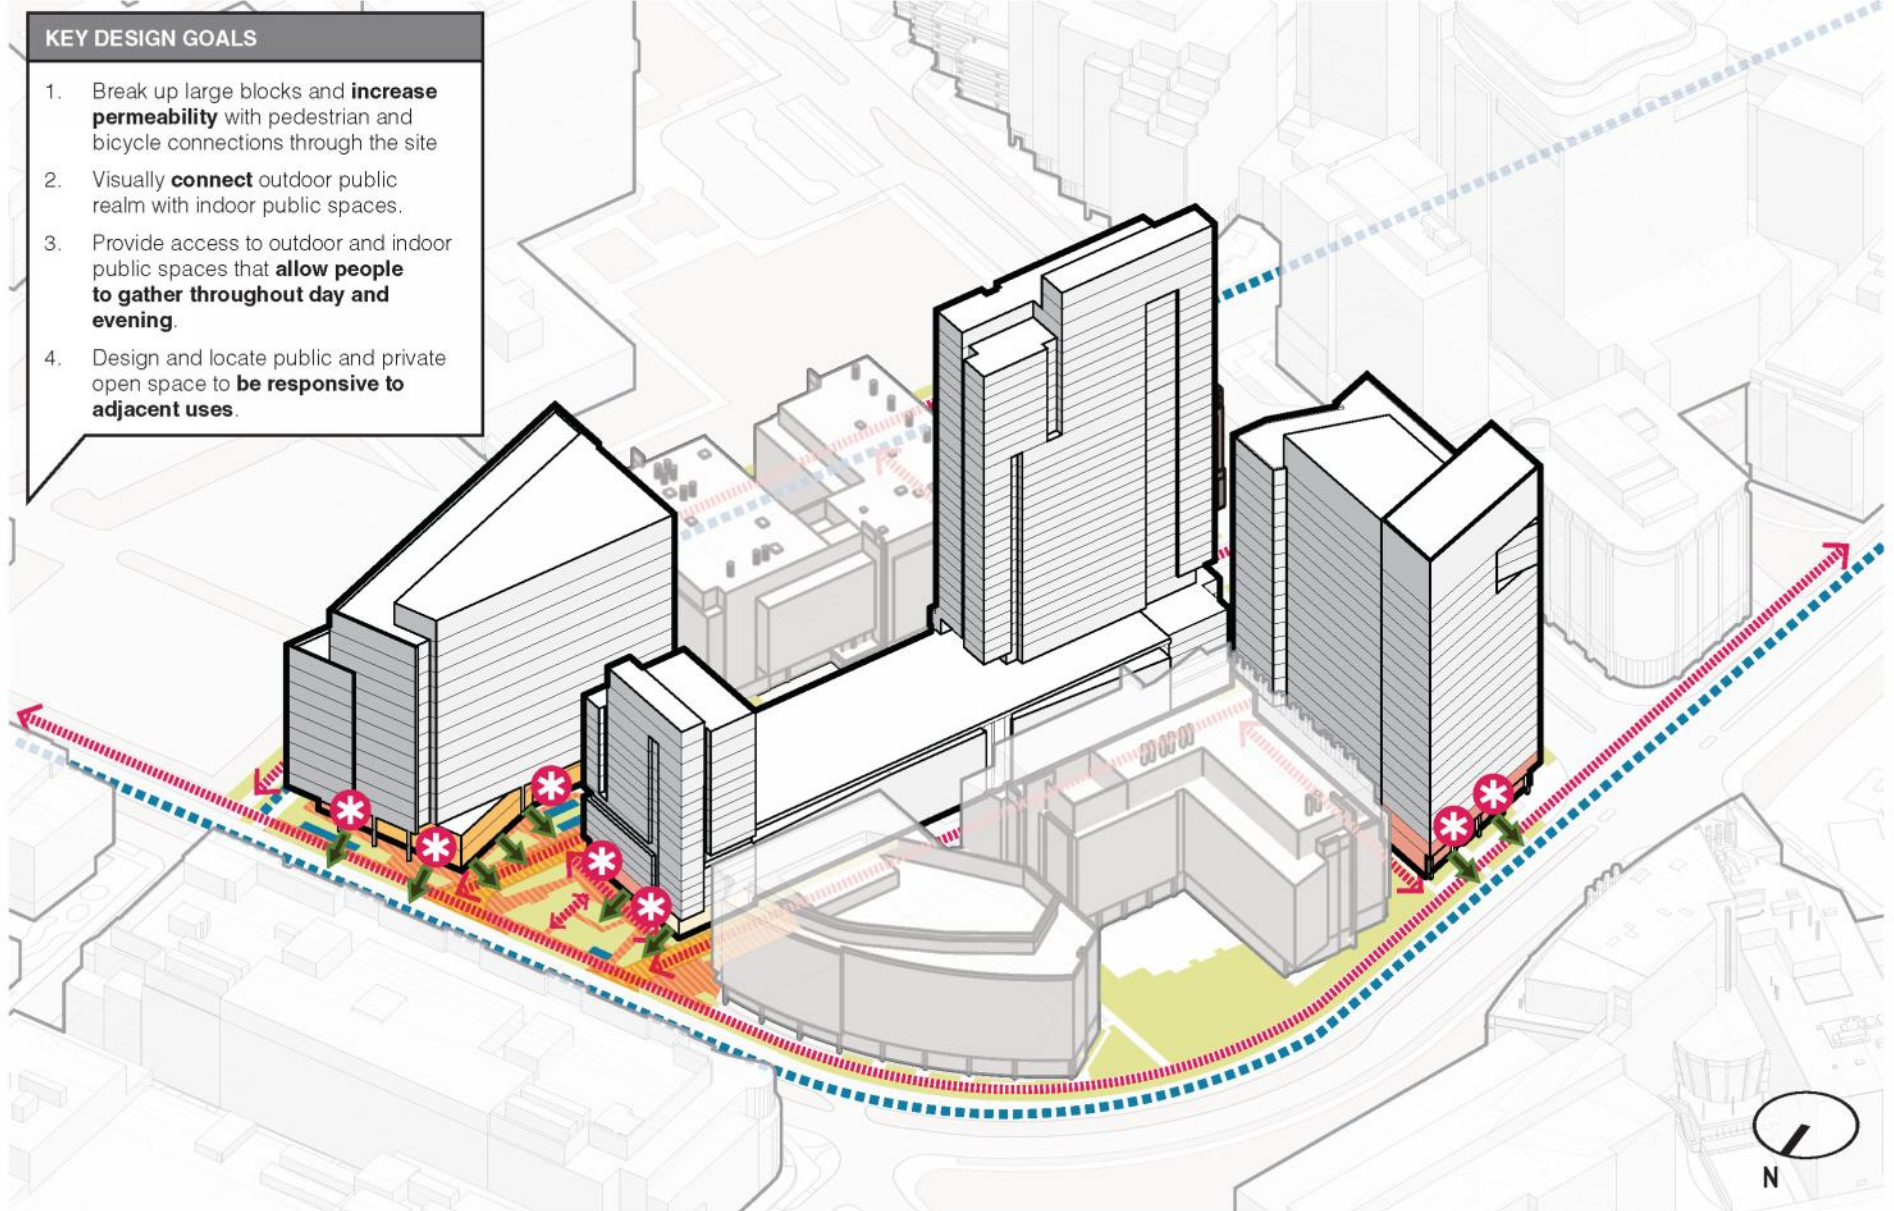 KEY DESIGN GOALS
1. Break up large blocks and increase
permeability with pedestrian and
bicycle connections through the site
2. Visually connect outdoor public
realm with indoor public spaces.
3. Provide access to outdoor and indoor
public spaces that allow people
to gather throughout day and
evening.
4. Design and locate public and private
open space to be responsive to
adjacent uses.
N